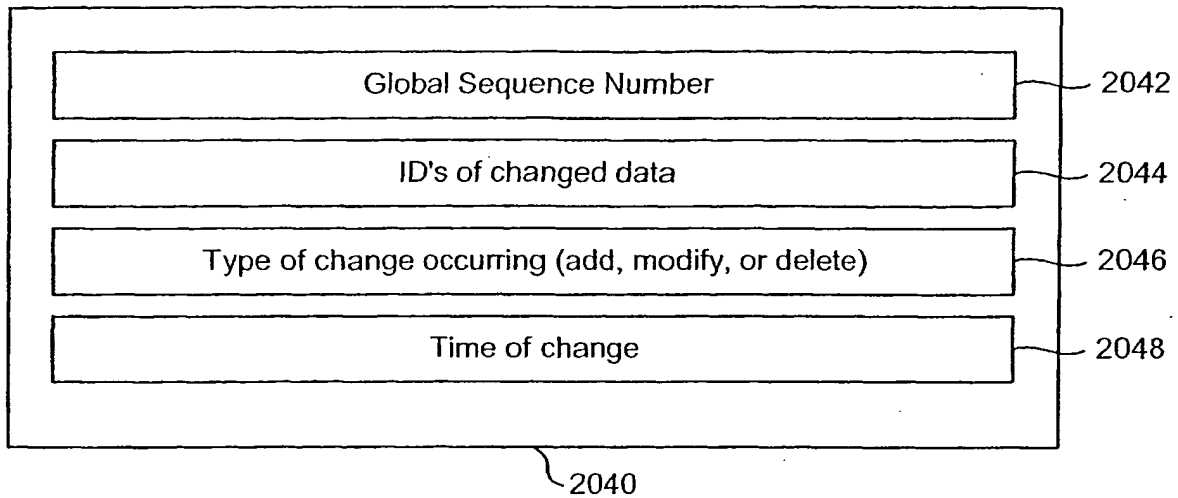 Global Sequence Number 2042
ID's of changed data 2044
Type of change occurring (add, modify, or delete) 2046
Time of change 2048
2040